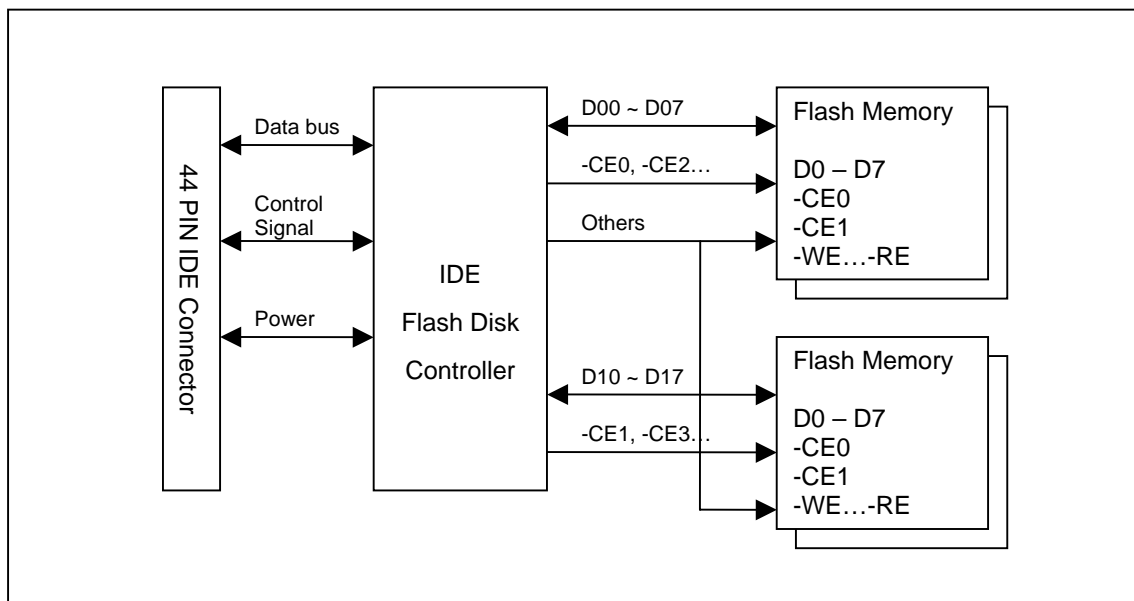 44 PIN IDE Connector
Data bus
Control
Signal
Power
IDE
Flash Disk
Controller
D00 ~ D07
-CE0, -CE2…
Others
D10 ~ D17
-CE1, -CE3…
Flash Memory
D0 – D7
-CE0
-CE1
-WE…-RE
Flash Memory
D0 – D7
-CE0
-CE1
-WE…-RE